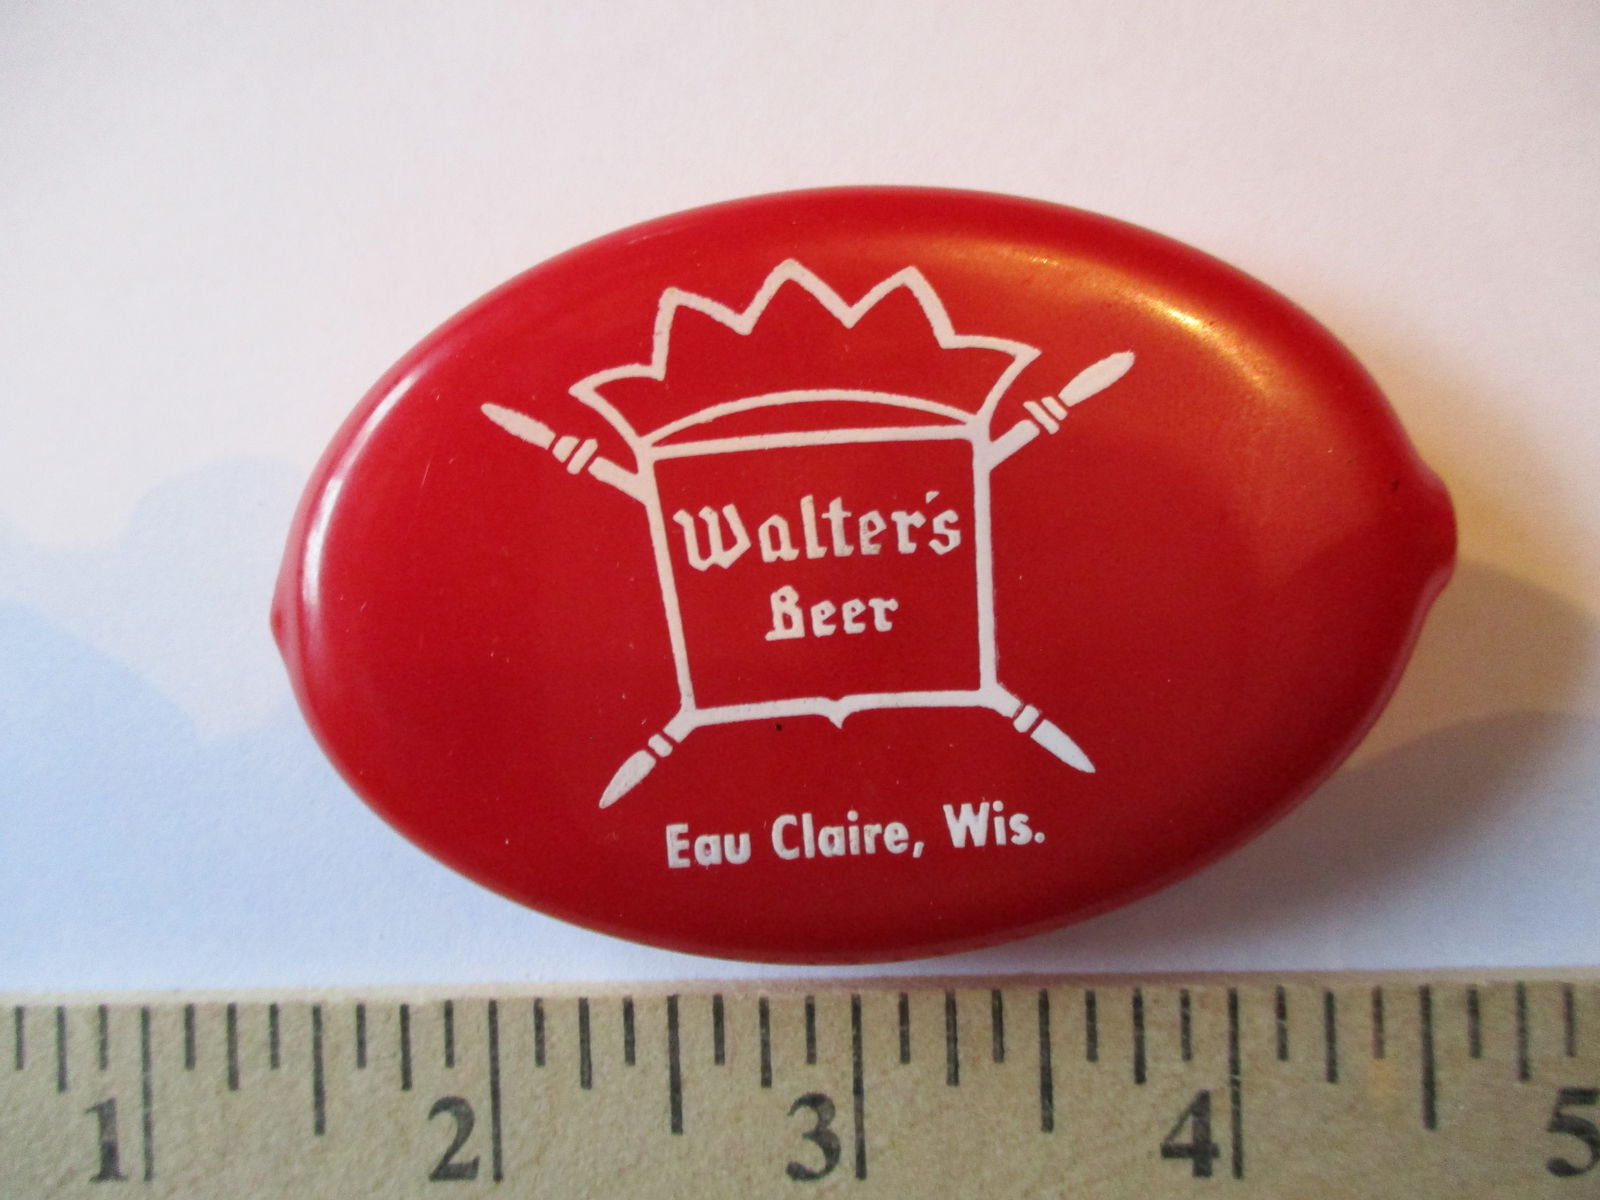 Walter's
Beer
Eau Claire, Wis.
1 2 3 4 5